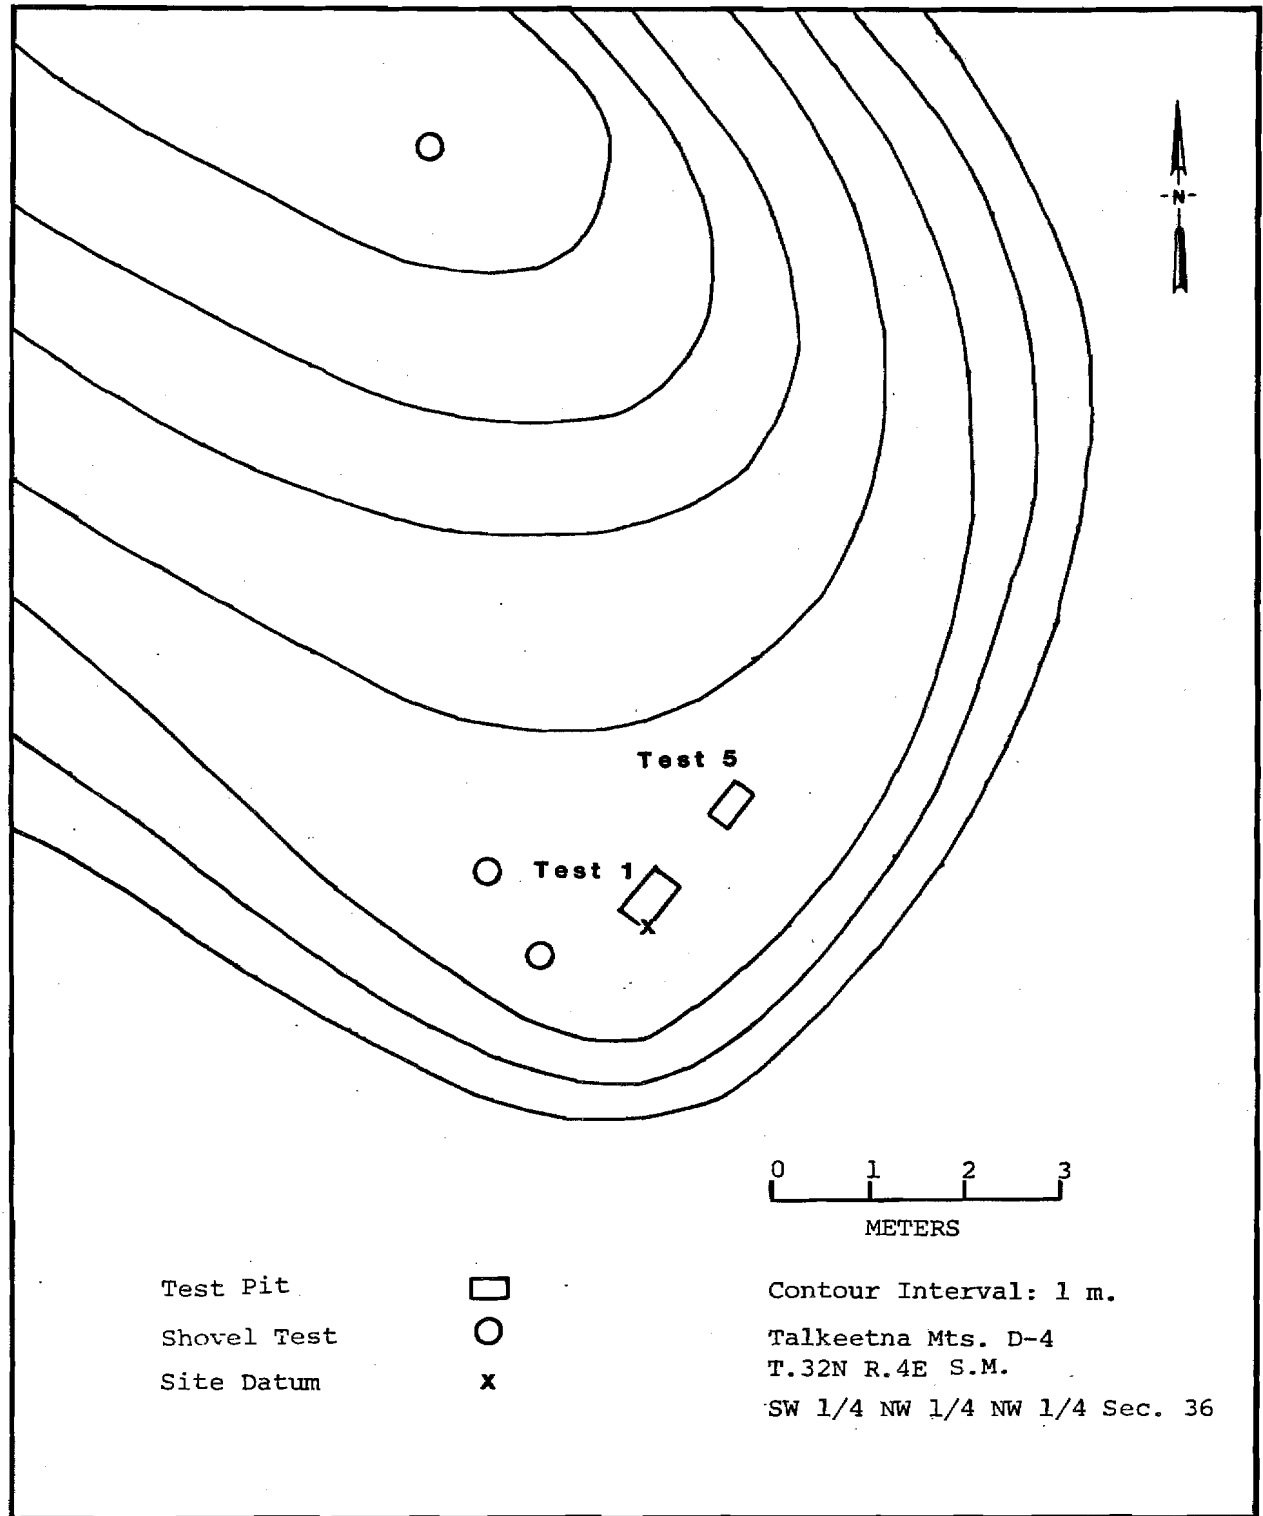 -N-
Test 5
Test 1
x
0 1 2 3
METERS
Test Pit
Shovel Test
Site Datum x
Contour Interval: 1 m.
Talkeetna Mts. D-4
T.32N R.4E S.M.
SW 1/4 NW 1/4 NW 1/4 Sec. 36